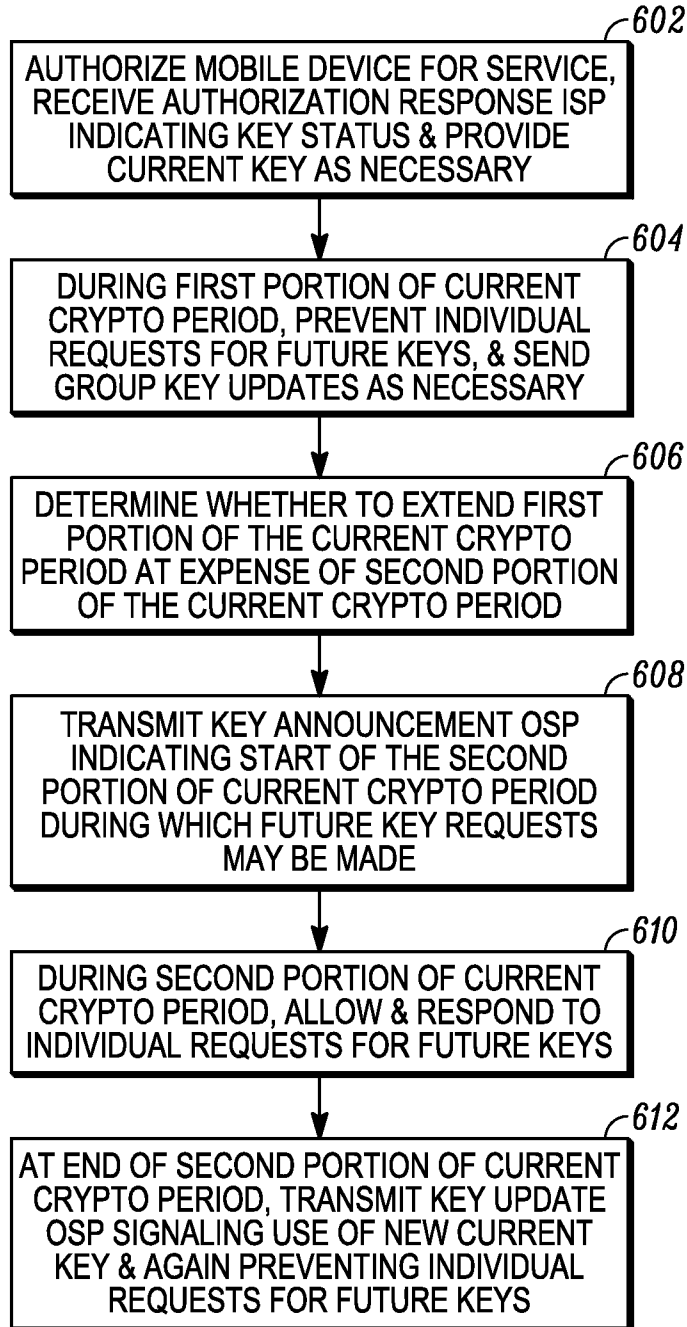 602
AUTHORIZE MOBILE DEVICE FOR SERVICE,
RECEIVE AUTHORIZATION RESPONSE ISP
INDICATING KEY STATUS & PROVIDE
CURRENT KEY AS NECESSARY
604
DURING FIRST PORTION OF CURRENT
CRYPTO PERIOD, PREVENT INDIVIDUAL
REQUESTS FOR FUTURE KEYS, & SEND
GROUP KEY UPDATES AS NECESSARY
606
DETERMINE WHETHER TO EXTEND FIRST
PORTION OF THE CURRENT CRYPTO
PERIOD AT EXPENSE OF SECOND PORTION
OF THE CURRENT CRYPTO PERIOD
608
TRANSMIT KEY ANNOUNCEMENT OSP
INDICATING START OF THE SECOND
PORTION OF CURRENT CRYPTO PERIOD
DURING WHICH FUTURE KEY REQUESTS
MAY BE MADE
610
DURING SECOND PORTION OF CURRENT
CRYPTO PERIOD, ALLOW & RESPOND TO
INDIVIDUAL REQUESTS FOR FUTURE KEYS
612
AT END OF SECOND PORTION OF CURRENT
CRYPTO PERIOD, TRANSMIT KEY UPDATE
OSP SIGNALING USE OF NEW CURRENT
KEY & AGAIN PREVENTING INDIVIDUAL
REQUESTS FOR FUTURE KEYS